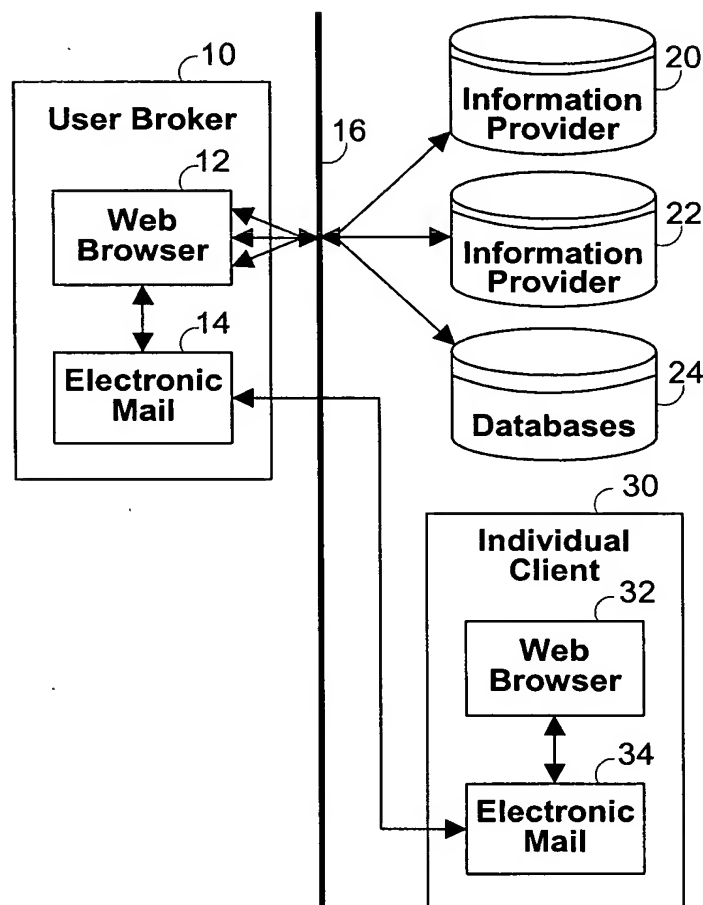 10
User Broker
12
Web
Browser
14
Electronic
Mail
16
20
Information
Provider
22
Information
Provider
24
Databases
30
Individual
Client
32
Web
Browser
34
Electronic
Mail